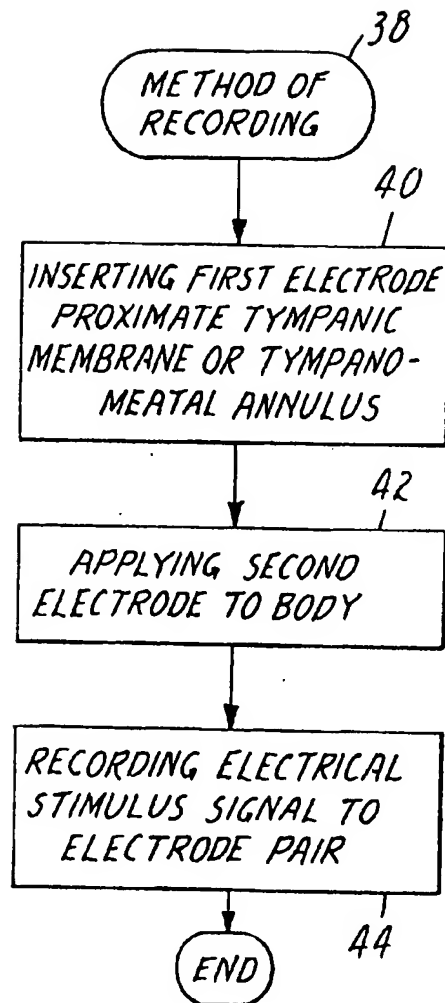 38
METHOD OF
RECORDING
40
INSERTING FIRST ELECTRODE
PROXIMATE TYMPANIC
MEMBRANE OR TYMPANO-
MEATAL ANNULUS
42
APPLYING SECOND
ELECTRODE TO BODY
RECORDING ELECTRICAL
STIMULUS SIGNAL TO
ELECTRODE PAIR
44
END